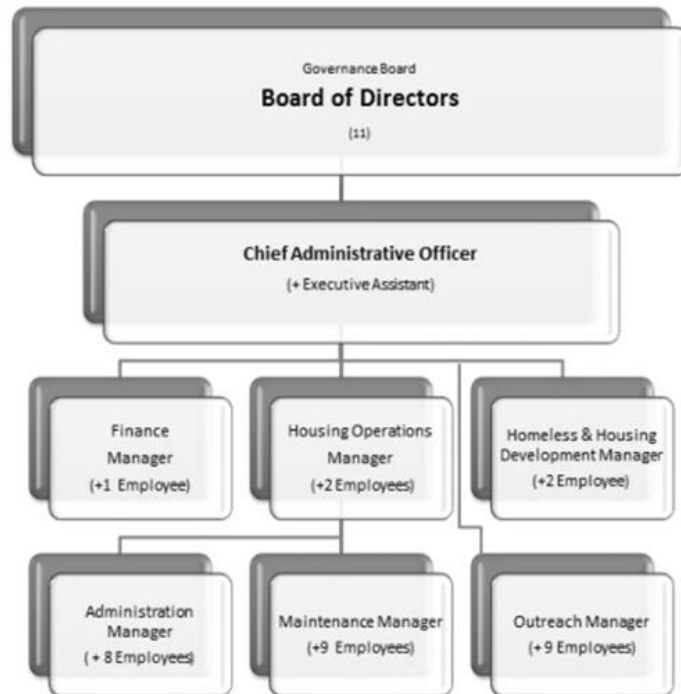 Governance Board
Board of Directors
(11)
Chief Administrative Officer
(+ Executive Assistant)
Finance
Manager
(+1 Employee)
Housing Operations
Manager
(+2 Employees)
Homeless & Housing
Development Manager
(+2 Employee)
Administration
Manager
( + 8 Employees)
Maintenance Manager
(+9 Employees)
Outreach Manager
(+ 9 Employees)